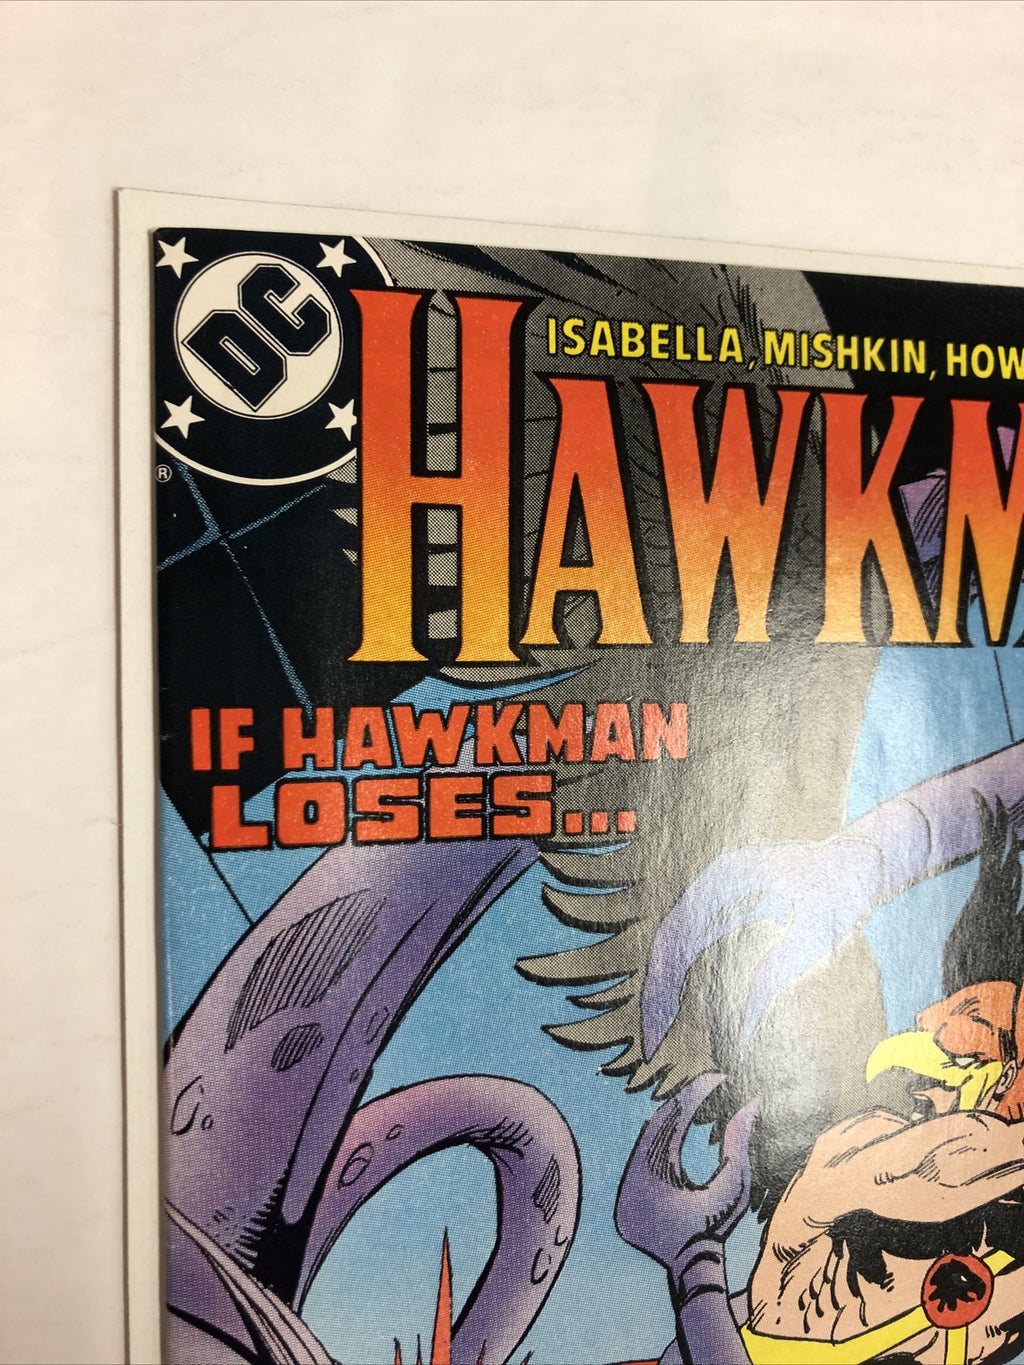 DC
®
ISABELLA, MISHKIN, HOW
HAWKM
IF HAWKMAN
LOSES...